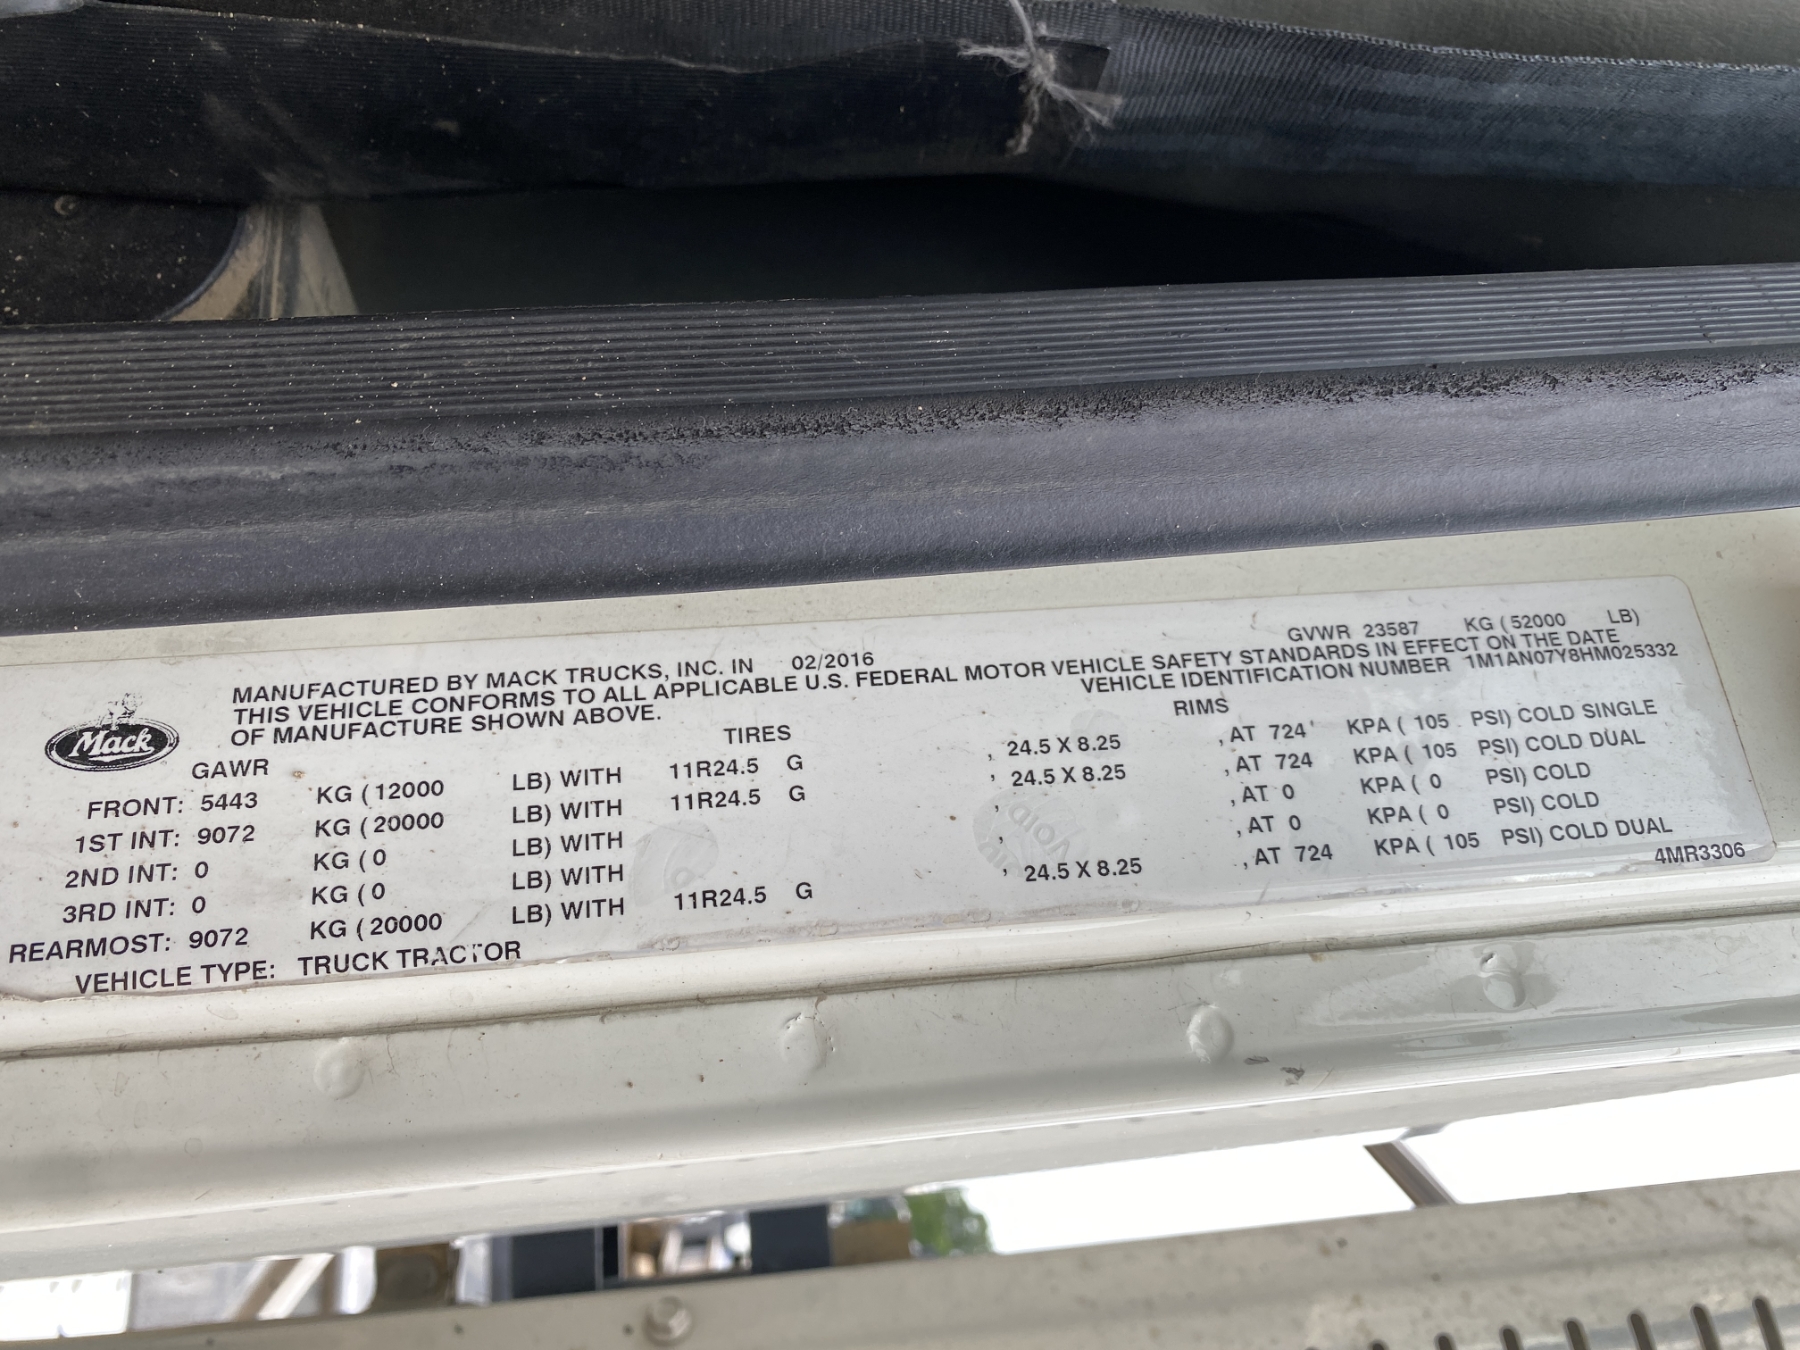 Mack
MANUFACTURED BY MACK TRUCKS, INC. IN 02/2016 GVWR 23587 KG (52000 LB)
THIS VEHICLE CONFORMS TO ALL APPLICABLE U.S. FEDERAL MOTOR VEHICLE SAFETY STANDARDS IN EFFECT ON THE DATE
OF MANUFACTURE SHOWN ABOVE. VEHICLE IDENTIFICATION NUMBER 1M1AN07Y8HM025332
GAWR TIRES RIMS
FRONT: 5443 KG (12000 LB) WITH 11R24.5 G , 24.5 X 8.25 , AT 724 KPA ( 105 PSI) COLD SINGLE
1ST INT: 9072 KG (20000 LB) WITH 11R24.5 G , 24.5 X 8.25 , AT 724 KPA ( 105 PSI) COLD DUAL
2ND INT: 0 KG (0 LB) WITH , , AT 0 KPA ( 0 PSI) COLD
3RD INT: 0 KG (0 LB) WITH , , AT 0 KPA ( 0 PSI) COLD
REARMOST: 9072 KG (20000 LB) WITH 11R24.5 G , 24.5 X 8.25 , AT 724 KPA ( 105 PSI) COLD DUAL
VEHICLE TYPE: TRUCK TRACTOR 4MR3306
VOID